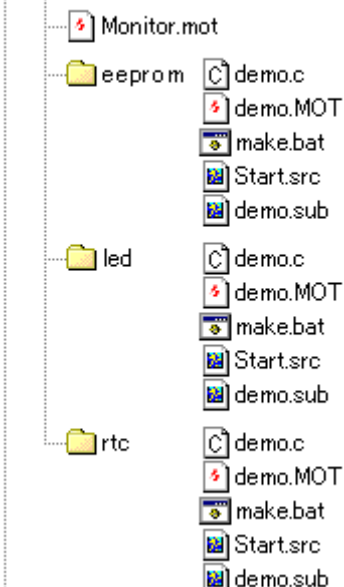 Monitor.mot
eeprom demo.c
demo.MOT
make.bat
Start.src
demo.sub
led demo.c
demo.MOT
make.bat
Start.src
demo.sub
rtc demo.c
demo.MOT
make.bat
Start.src
demo.sub